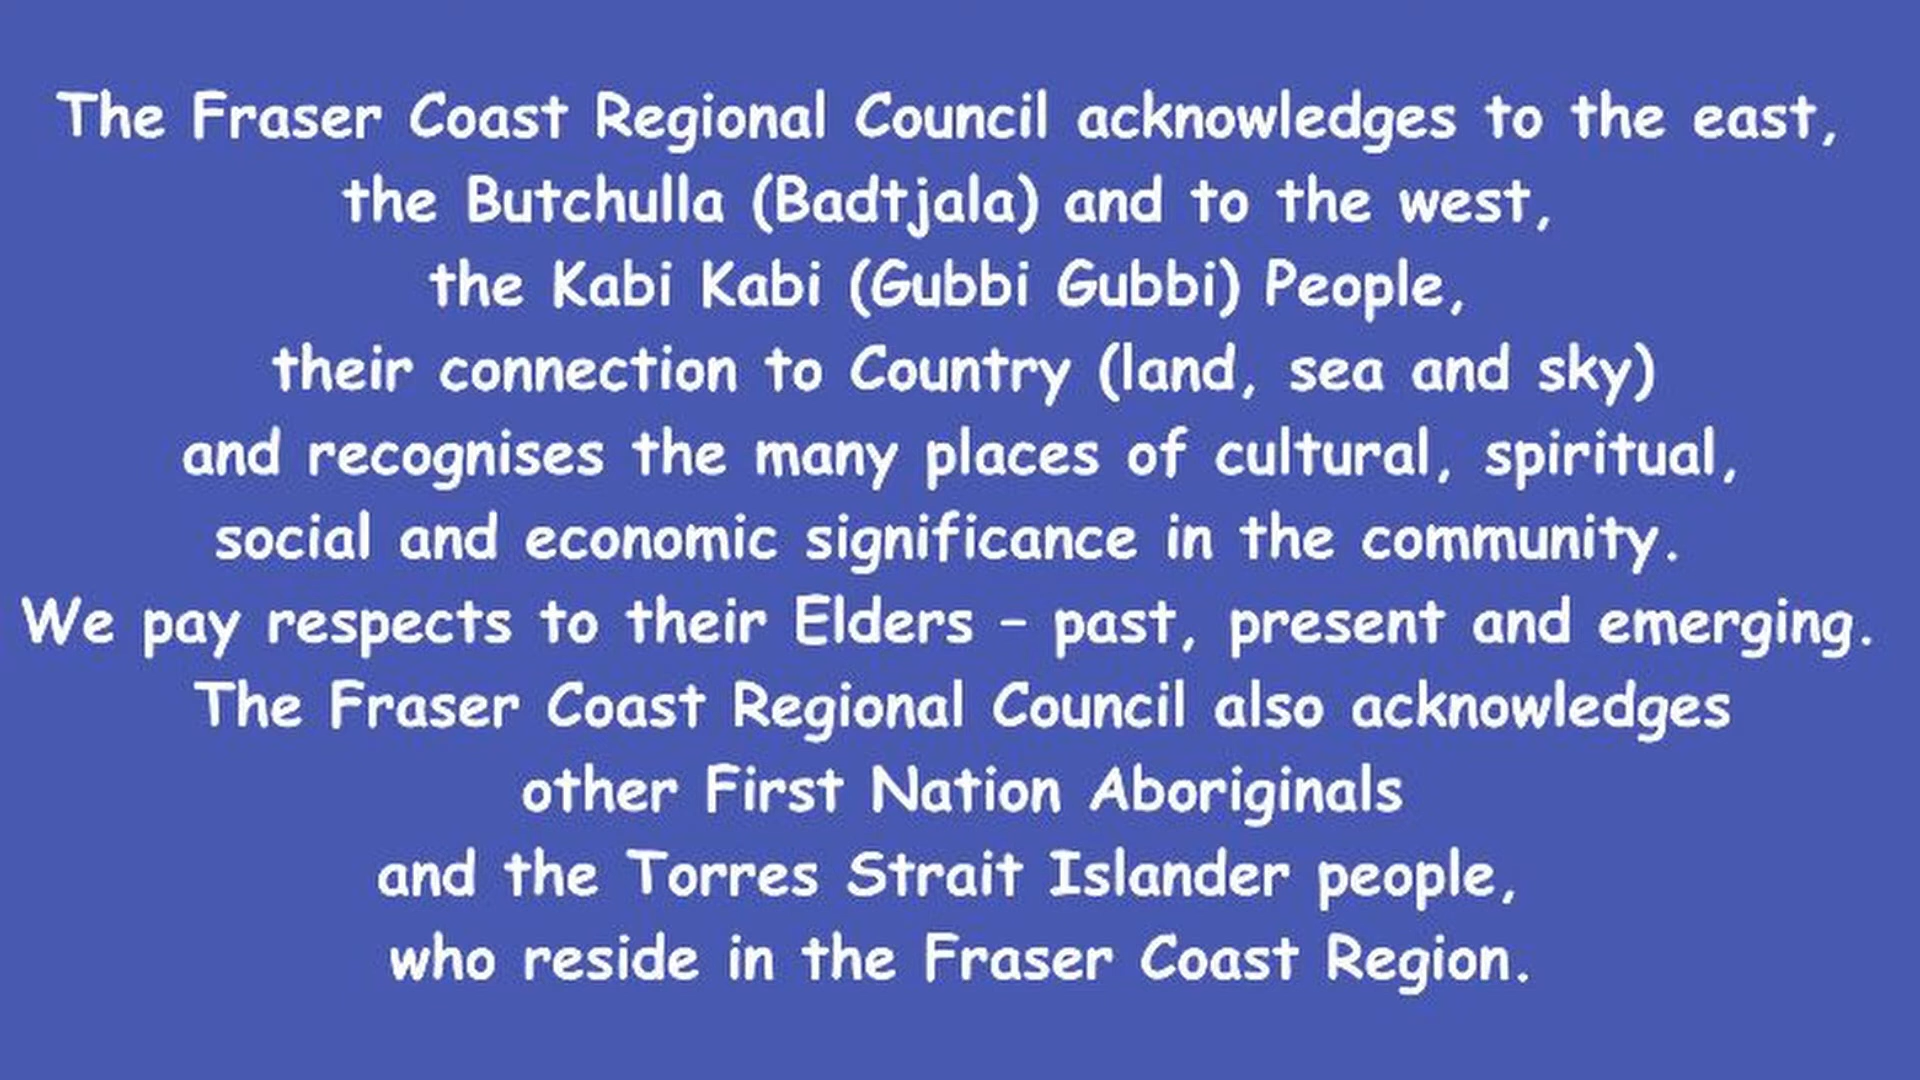 The Fraser Coast Regional Council acknowledges to the east,
the Butchulla (Badtjala) and to the west,
the Kabi Kabi (Gubbi Gubbi) People,
their connection to Country (land, sea and sky)
and recognises the many places of cultural, spiritual,
social and economic significance in the community.
We pay respects to their Elders – past, present and emerging.
The Fraser Coast Regional Council also acknowledges
other First Nation Aboriginals
and the Torres Strait Islander people,
who reside in the Fraser Coast Region.